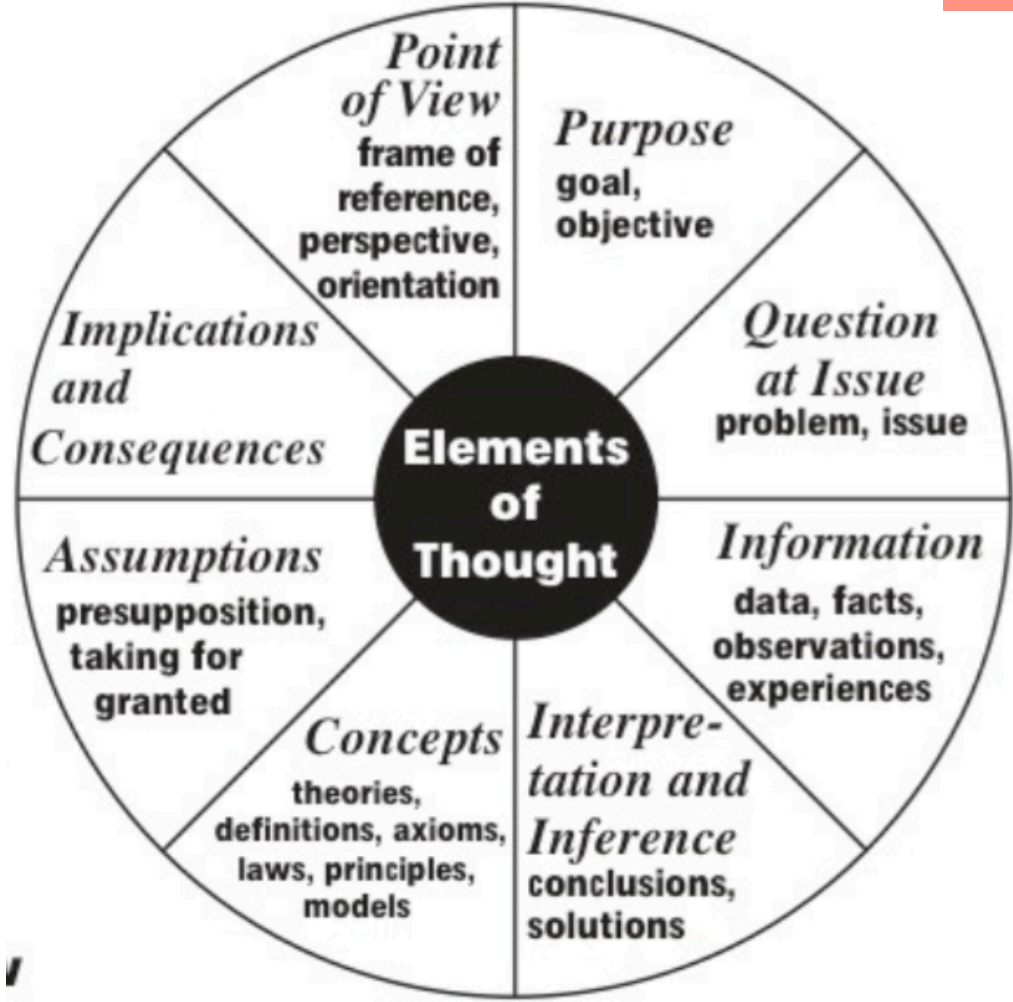 Point
of View
frame of
reference,
perspective,
orientation
Purpose
goal,
objective
Question
at Issue
problem, issue
Information
data, facts,
observations,
experiences
Interpre-
tation and
Inference
conclusions,
solutions
Concepts
theories,
definitions, axioms,
laws, principles,
models
Assumptions
presupposition,
taking for
granted
Implications
and
Consequences
Elements
of
Thought